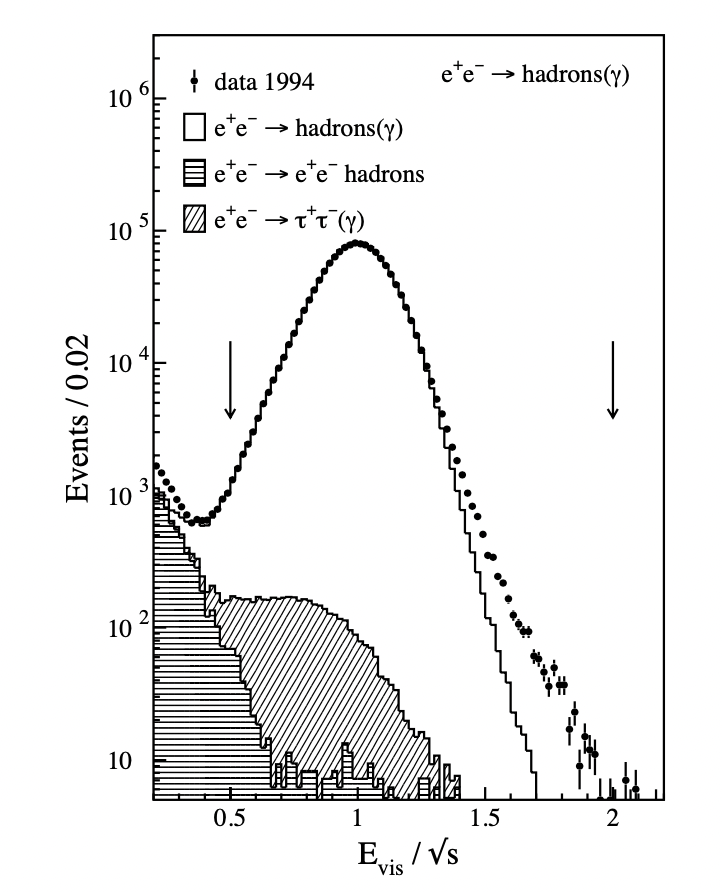 e⁺e⁻ → hadrons(γ)
data 1994
e⁺e⁻ → hadrons(γ)
e⁺e⁻ → e⁺e⁻ hadrons
e⁺e⁻ → τ⁺τ⁻(γ)
Events / 0.02
10⁶
10⁵
10⁴
10³
10²
10
0.5 1 1.5 2
E_vis / √s